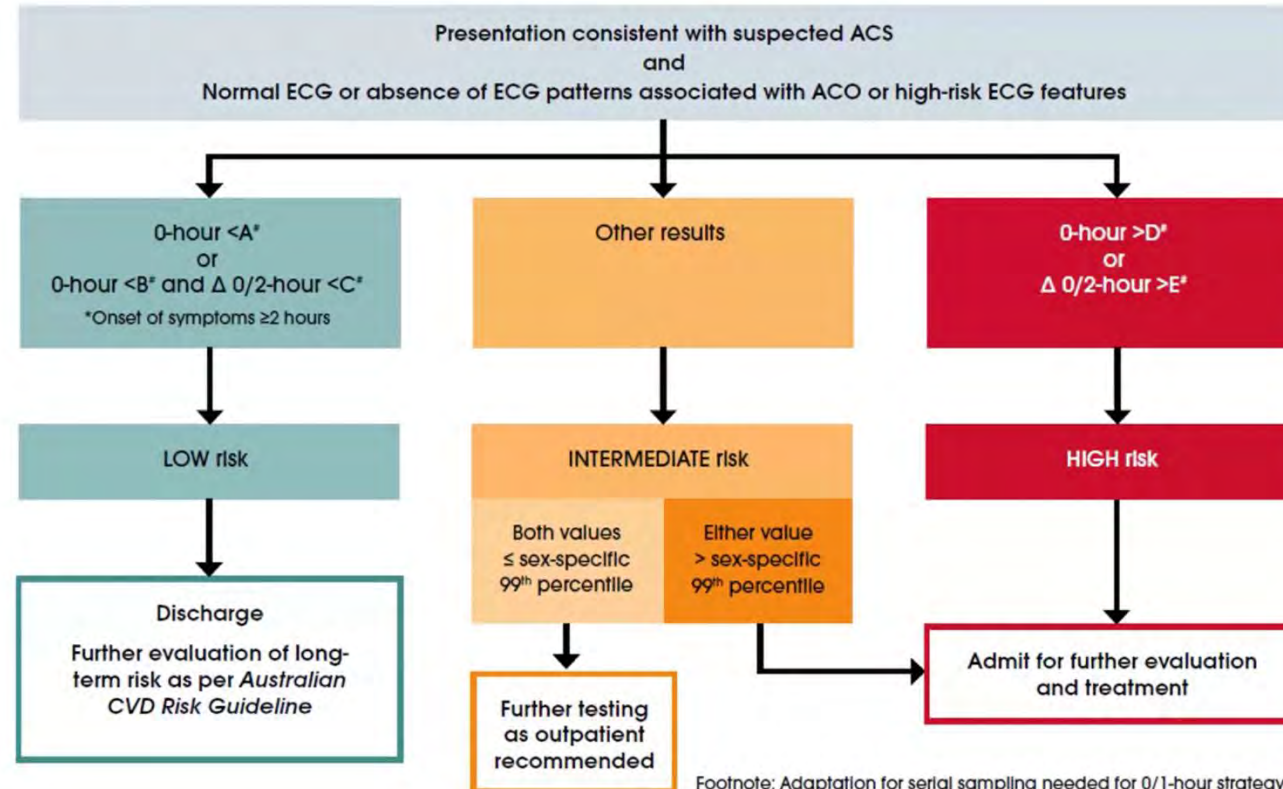 Presentation consistent with suspected ACS
and
Normal ECG or absence of ECG patterns associated with ACO or high-risk ECG features
0-hour <A#
or
0-hour <B# and Δ 0/2-hour <C#
*Onset of symptoms ≥2 hours
Other results
0-hour >D#
or
Δ 0/2-hour >E#
LOW risk
INTERMEDIATE risk
HIGH risk
Both values
≤ sex-specific
99th percentile
Either value
> sex-specific
99th percentile
Discharge
Further evaluation of long-
term risk as per Australian
CVD Risk Guideline
Further testing
as outpatient
recommended
Admit for further evaluation
and treatment
Footnote: Adaptation for serial sampling needed for 0/1-hour strategy